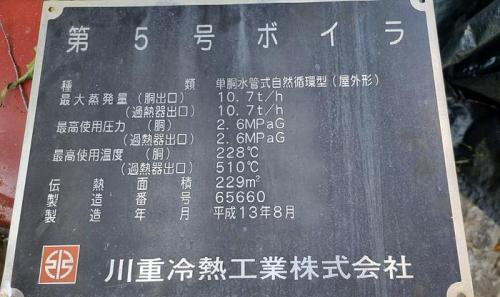 第5号ボイラ
種類 単胴水管式自然循環型(屋外形)
最大蒸発量(胴出口) 10.7t/h
(過熱器出口) 10.7t/h
最高使用圧力(胴) 2.6MPaG
(過熱器出口) 2.6MPaG
最高使用温度(胴) 228℃
(過熱器出口) 510℃
伝熱面積 229m²
製造番号 65660
製造年月 平成13年8月
川重冷熱工業株式会社